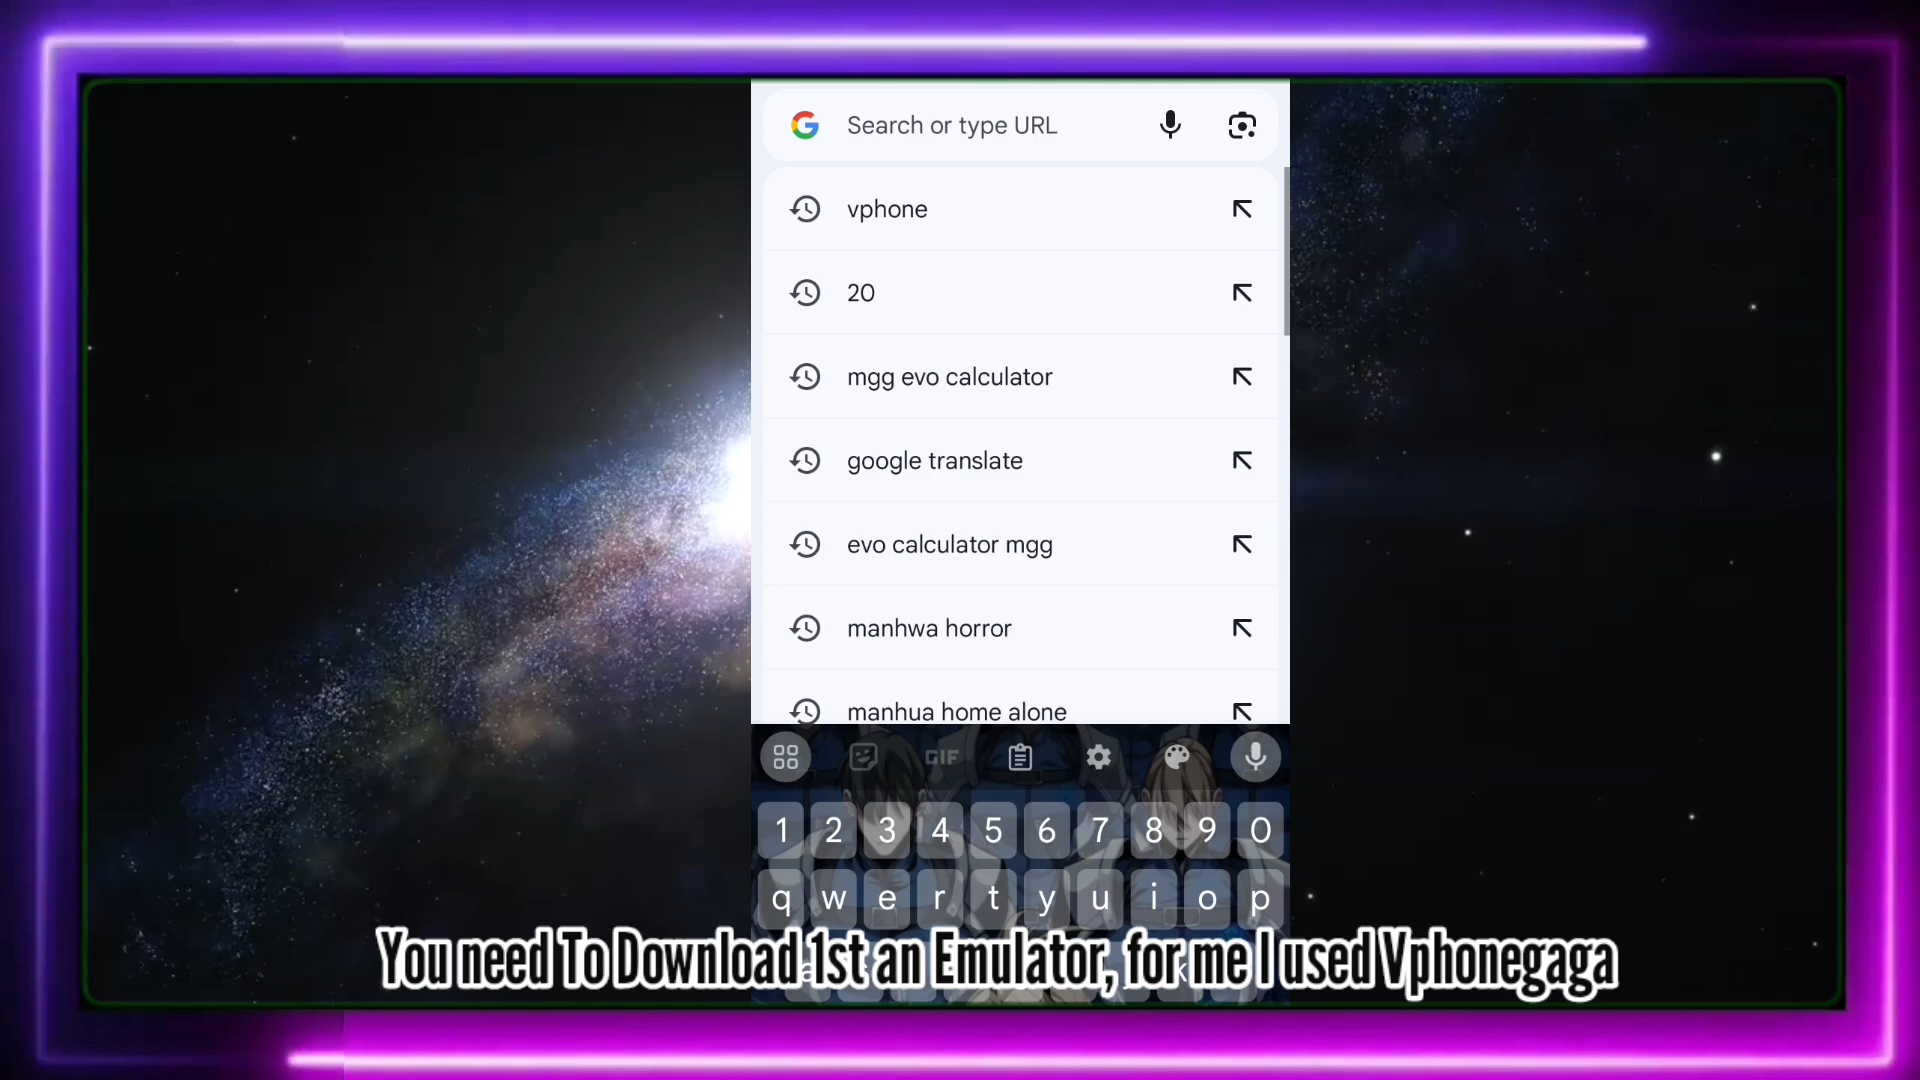 Search or type URL
vphone
20
mgg evo calculator
google translate
evo calculator mgg
manhwa horror
manhua home alone
GIF
1 2 3 4 5 6 7 8 9 0
q w e r t y u i o p
You need To Download 1st an Emulator, for me I used Vphonegaga